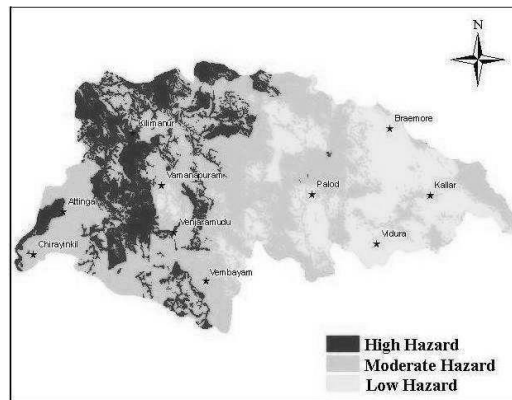 N
Braemore
Kilimanur
Vamanapuram
Palod
Kallar
Attingal
Venjaramudu
Vidura
Chirayinkil
Vembayam
High Hazard
Moderate Hazard
Low Hazard